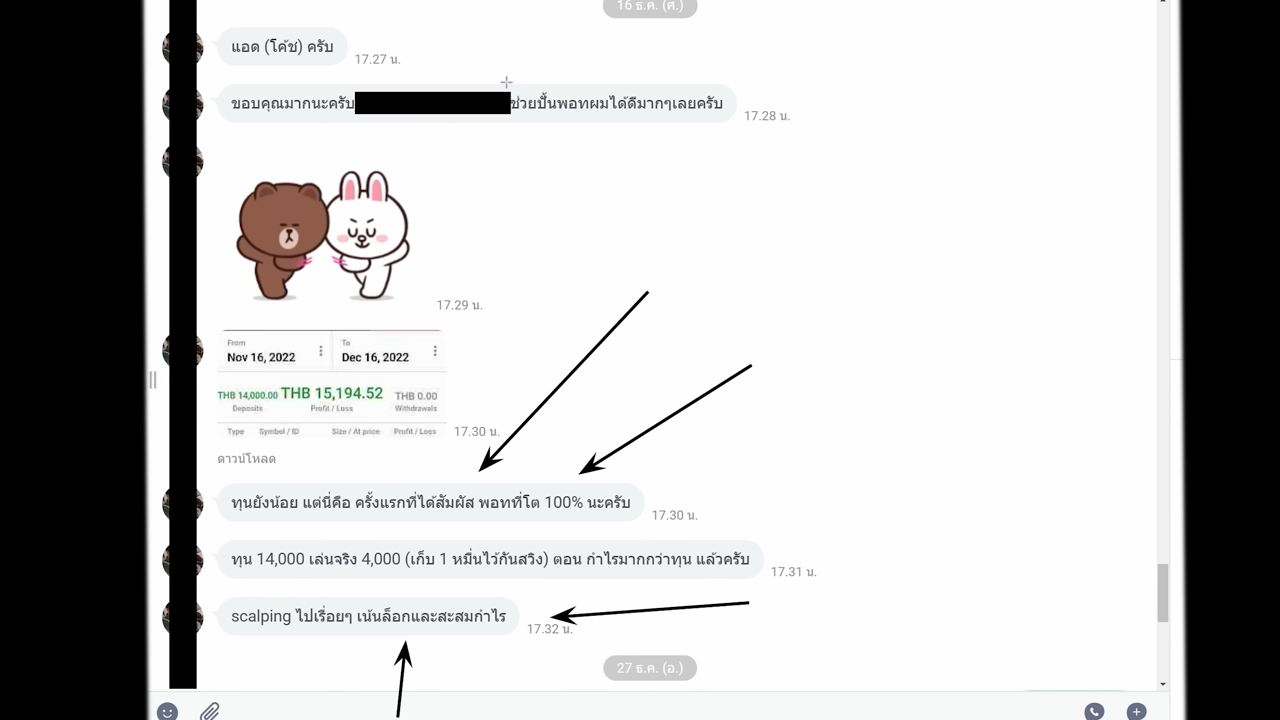 16 ธ.ค. (ศ.)
แอด (โค้ช) ครับ
17.27 น.
ขอบคุณมากนะครับ ช่วยปั้นพอทผมได้ดีมากๆเลยครับ
17.28 น.
17.29 น.
From To
Nov 16, 2022 Dec 16, 2022
THB 14,000.00 THB 15,194.52 THB 0.00
Deposits Profit / Loss Withdrawals
Type Symbol / ID Size / At price Profit / Loss
17.30 น.
ดาวน์โหลด
ทุนยังน้อย แต่นี่คือ ครั้งแรกที่ได้สัมผัส พอทที่โต 100% นะครับ
17.30 น.
ทุน 14,000 เล่นจริง 4,000 (เก็บ 1 หมื่นไว้กันสวิง) ตอน กำไรมากกว่าทุน แล้วครับ
17.31 น.
scalping ไปเรื่อยๆ เน้นล็อกและสะสมกำไร
17.32 น.
27 ธ.ค. (อ.)